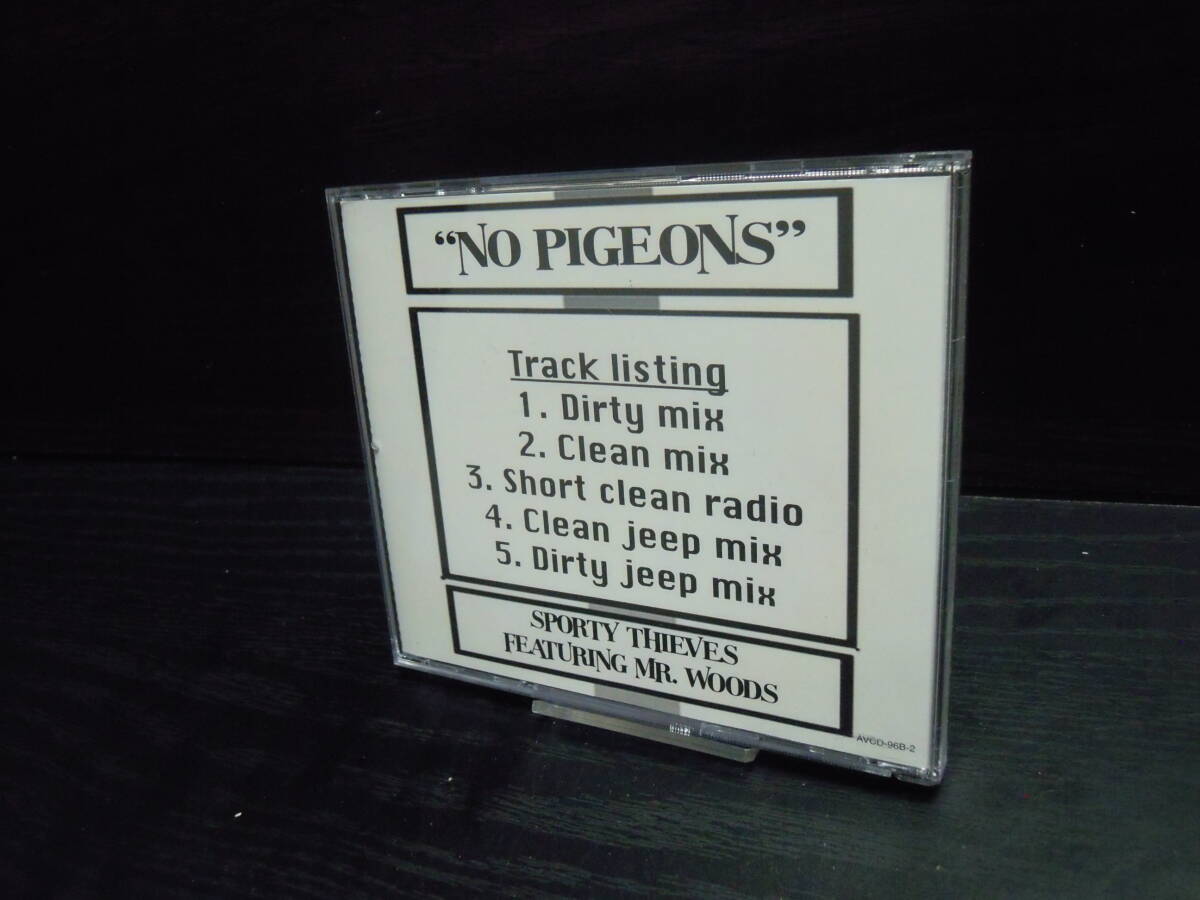 “NO PIGEONS”
Track listing
1. Dirty mix
2. Clean mix
3. Short clean radio
4. Clean jeep mix
5. Dirty jeep mix
SPORTY THIEVES
FEATURING MR. WOODS
AVCD-96B-2